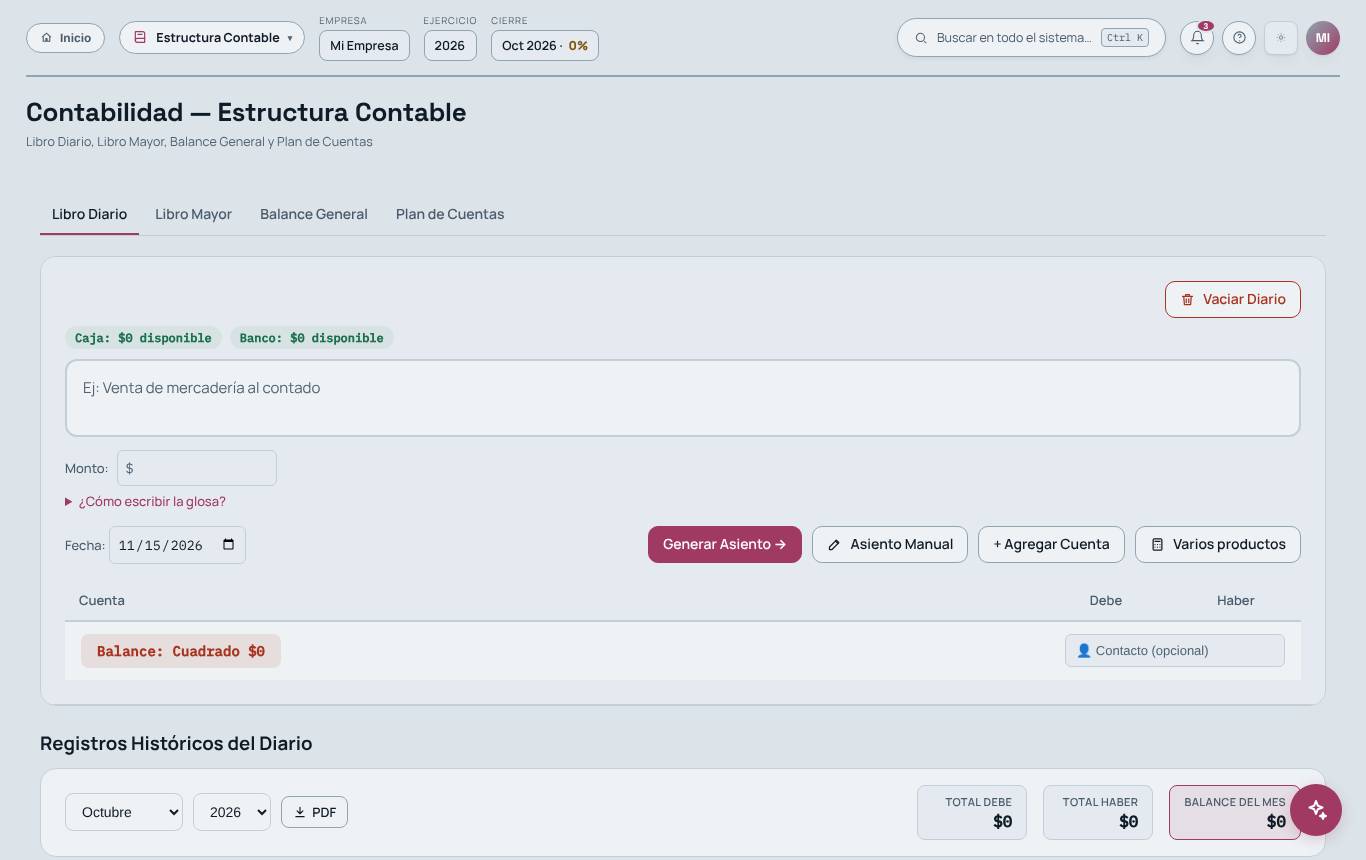 Inicio
Estructura Contable
EMPRESA
Mi Empresa
EJERCICIO
2026
CIERRE
Oct 2026 · 0%
Buscar en todo el sistema... Ctrl K
3
MI
Contabilidad — Estructura Contable
Libro Diario, Libro Mayor, Balance General y Plan de Cuentas
Libro Diario Libro Mayor Balance General Plan de Cuentas
Vaciar Diario
Caja: $0 disponible Banco: $0 disponible
Ej: Venta de mercadería al contado
Monto: $
¿Cómo escribir la glosa?
Fecha: 11/15/2026
Generar Asiento → Asiento Manual + Agregar Cuenta Varios productos
Cuenta Debe Haber
Balance: Cuadrado $0 Contacto (opcional)
Registros Históricos del Diario
Octubre 2026 PDF
TOTAL DEBE
$0
TOTAL HABER
$0
BALANCE DEL MES
$0